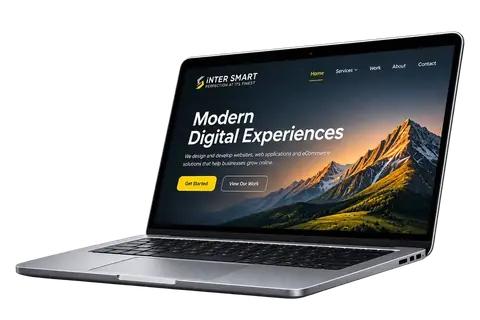 INTER SMART
PERFECTION AT ITS FINEST
Home
Services
Work
About
Contact
Modern
Digital Experiences
We design and develop websites, web applications and eCommerce
solutions that help businesses grow online.
Get Started
View Our Work